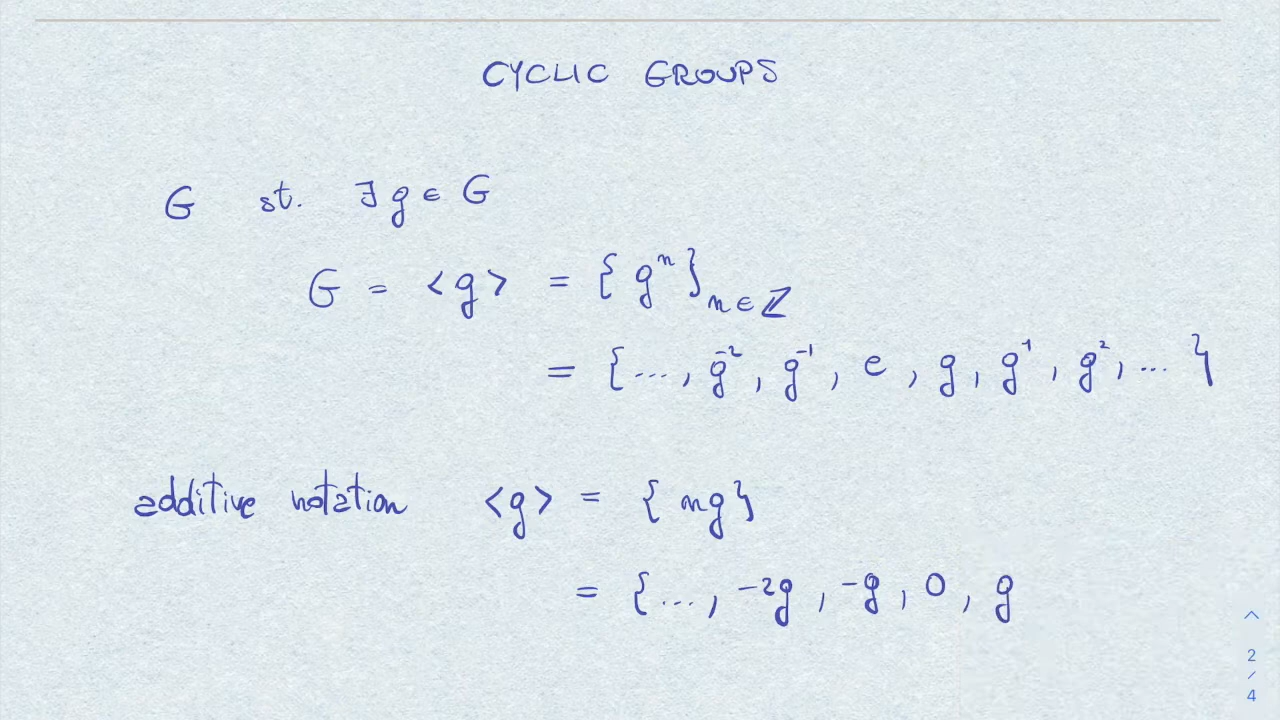 CYCLIC GROUPS
G st. ∃ g ∈ G
G = <g> = { gⁿ }ₙ∈ℤ
= { ..., g⁻², g⁻¹, e, g, g¹, g², ... }
additive notation <g> = { ng }
= { ..., -2g, -g, 0, g
2
/
4